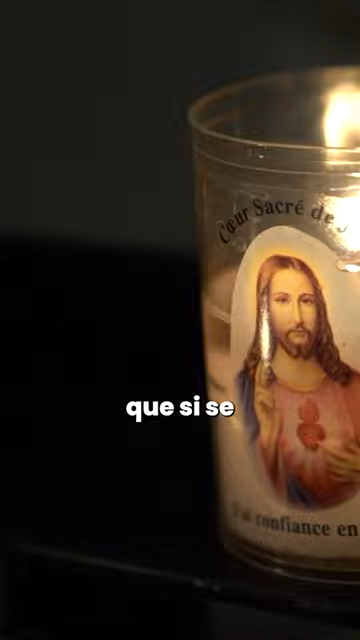 Cœur Sacré de
que si se
J'ai confiance en